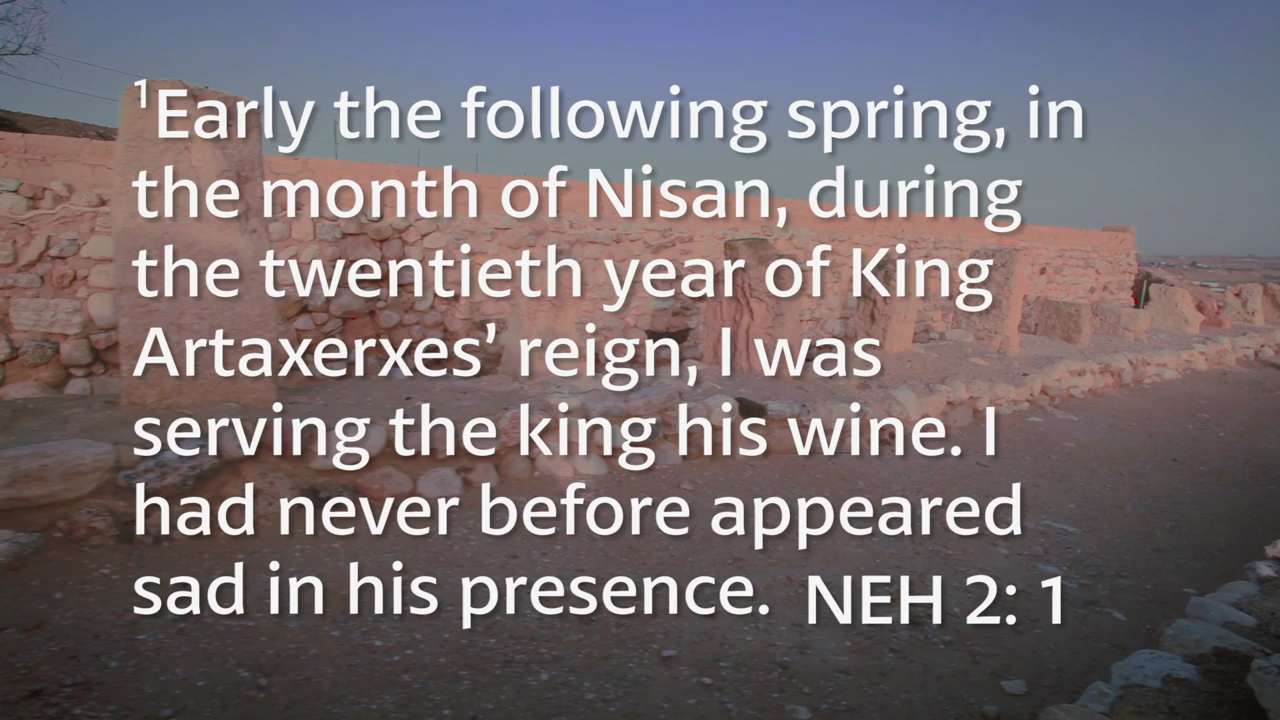 ¹Early the following spring, in
the month of Nisan, during
the twentieth year of King
Artaxerxes’ reign, I was
serving the king his wine. I
had never before appeared
sad in his presence. NEH 2: 1